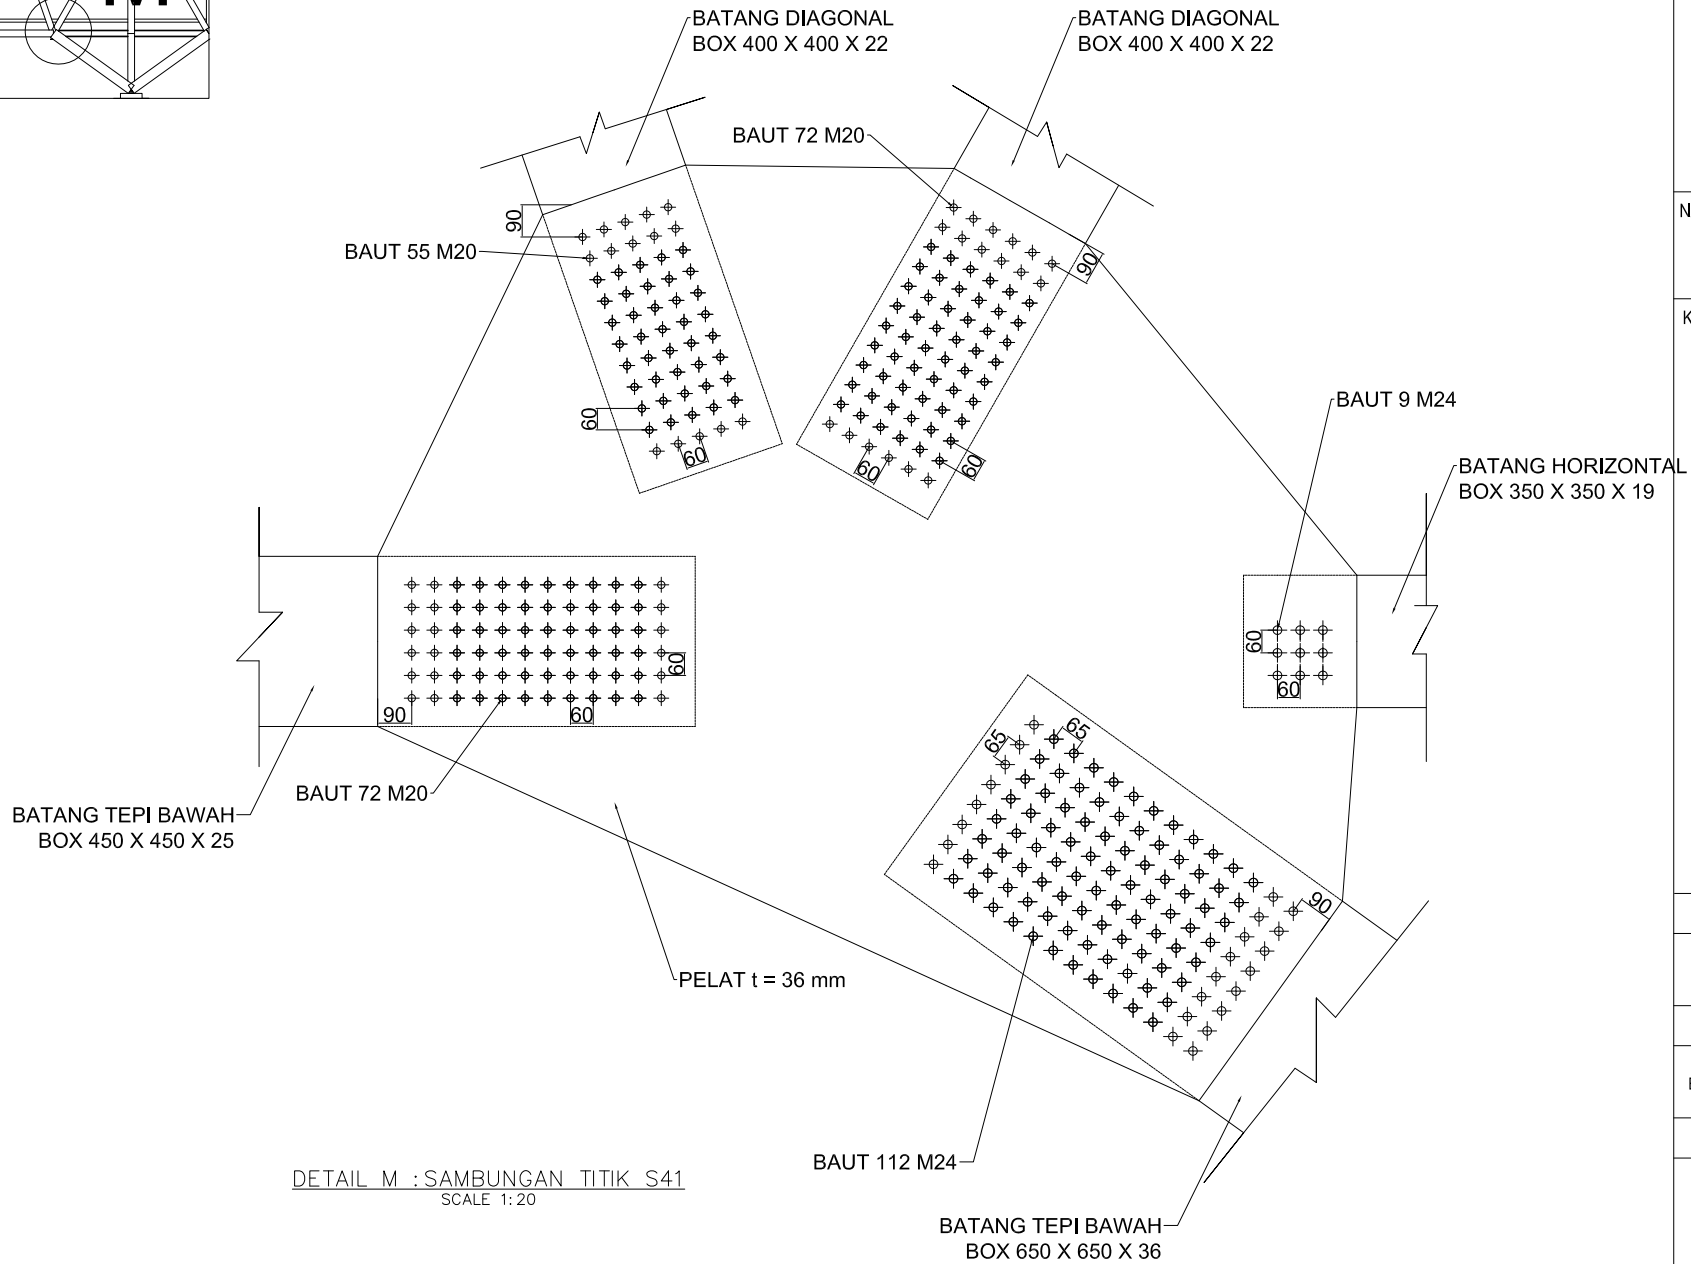 BATANG DIAGONAL
BOX 400 X 400 X 22
BATANG DIAGONAL
BOX 400 X 400 X 22
BAUT 72 M20
90
BAUT 55 M20
90
60
60
60
60
BAUT 9 M24
BATANG HORIZONTAL
BOX 350 X 350 X 19
60
60
60
90
60
BAUT 72 M20
BATANG TEPI BAWAH
BOX 450 X 450 X 25
65
65
90
PELAT t = 36 mm
BAUT 112 M24
DETAIL M : SAMBUNGAN TITIK S41
SCALE 1:20
BATANG TEPI BAWAH
BOX 650 X 650 X 36